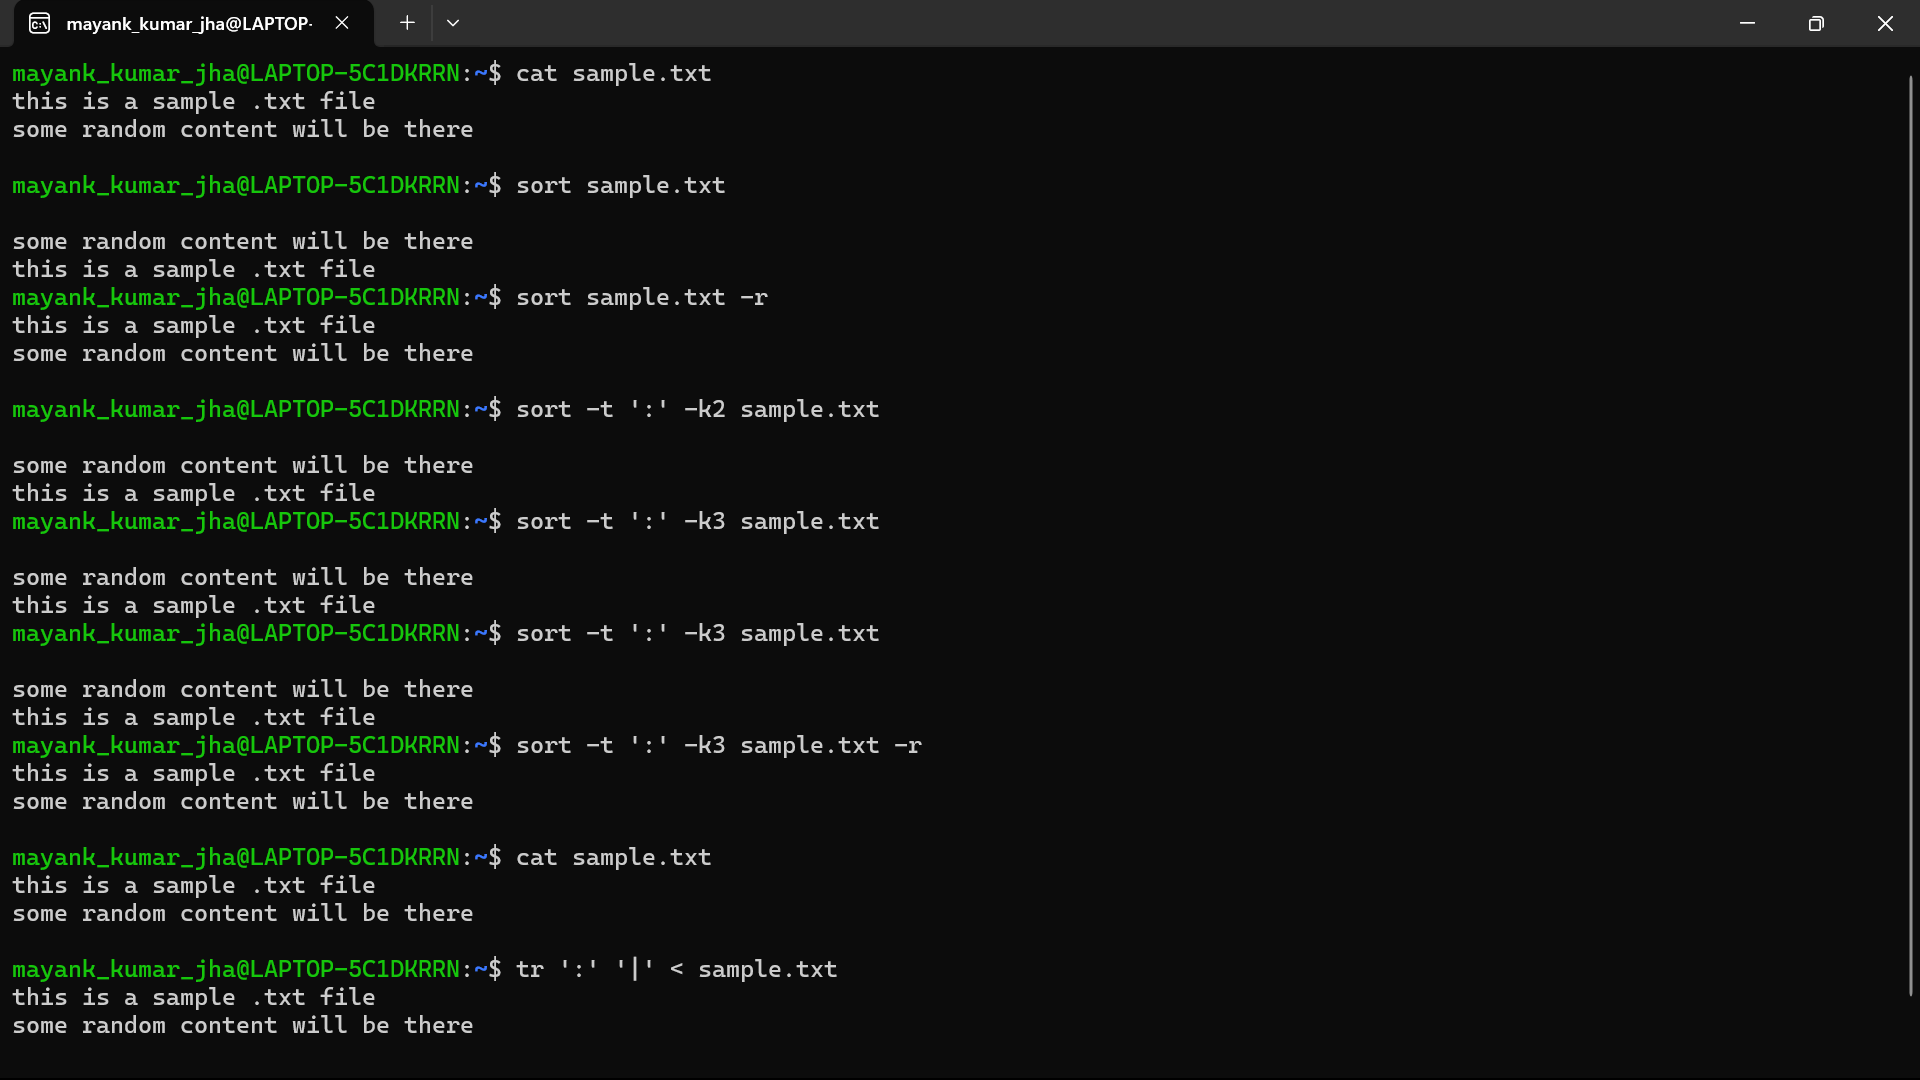 mayank_kumar_jha@LAPTOP-
mayank_kumar_jha@LAPTOP-5C1DKRRN:~$ cat sample.txt
this is a sample .txt file
some random content will be there
mayank_kumar_jha@LAPTOP-5C1DKRRN:~$ sort sample.txt
some random content will be there
this is a sample .txt file
mayank_kumar_jha@LAPTOP-5C1DKRRN:~$ sort sample.txt -r
this is a sample .txt file
some random content will be there
mayank_kumar_jha@LAPTOP-5C1DKRRN:~$ sort -t ':' -k2 sample.txt
some random content will be there
this is a sample .txt file
mayank_kumar_jha@LAPTOP-5C1DKRRN:~$ sort -t ':' -k3 sample.txt
some random content will be there
this is a sample .txt file
mayank_kumar_jha@LAPTOP-5C1DKRRN:~$ sort -t ':' -k3 sample.txt
some random content will be there
this is a sample .txt file
mayank_kumar_jha@LAPTOP-5C1DKRRN:~$ sort -t ':' -k3 sample.txt -r
this is a sample .txt file
some random content will be there
mayank_kumar_jha@LAPTOP-5C1DKRRN:~$ cat sample.txt
this is a sample .txt file
some random content will be there
mayank_kumar_jha@LAPTOP-5C1DKRRN:~$ tr ':' '|' < sample.txt
this is a sample .txt file
some random content will be there